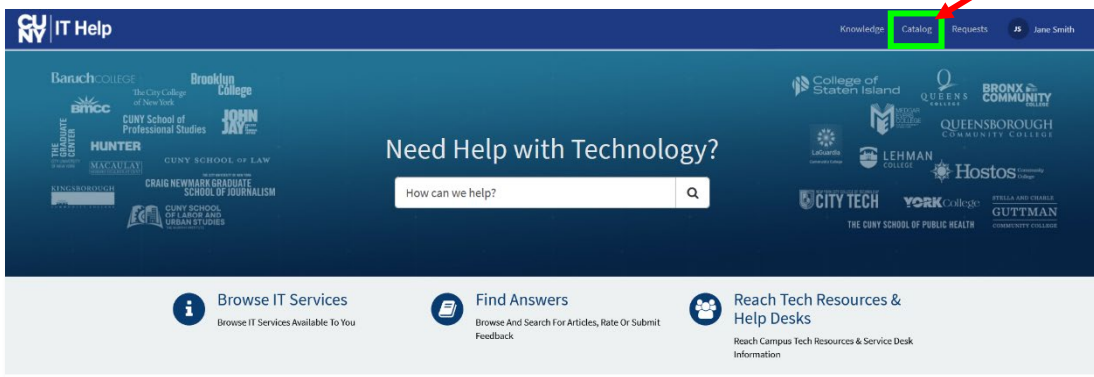 CUNY IT Help
Knowledge Catalog Requests JS Jane Smith
Baruch COLLEGE
Brooklyn
College
The City College
of New York
BMCC
CUNY School of
Professional Studies
JOHN
JAY
THE GRADUATE
CENTER
HUNTER
MACAULAY
CUNY SCHOOL OF LAW
CRAIG NEWMARK GRADUATE
SCHOOL OF JOURNALISM
KINGSBOROUGH
CUNY SCHOOL
OF LABOR AND
URBAN STUDIES
Need Help with Technology?
How can we help?
College of
Staten Island
QUEENS
COLLEGE
BRONX
COMMUNITY
COLLEGE
MEDGAR
QUEENSBOROUGH
COMMUNITY COLLEGE
LaGuardia
Community College
LEHMAN
COLLEGE
Hostos Community
College
CITY TECH
YORK College
STELLA AND CHARLES
GUTTMAN
COMMUNITY COLLEGE
THE CUNY SCHOOL OF PUBLIC HEALTH
Browse IT Services
Browse IT Services Available To You
Find Answers
Browse And Search For Articles, Rate Or Submit
Feedback
Reach Tech Resources &
Help Desks
Reach Campus Tech Resources & Service Desk
Information